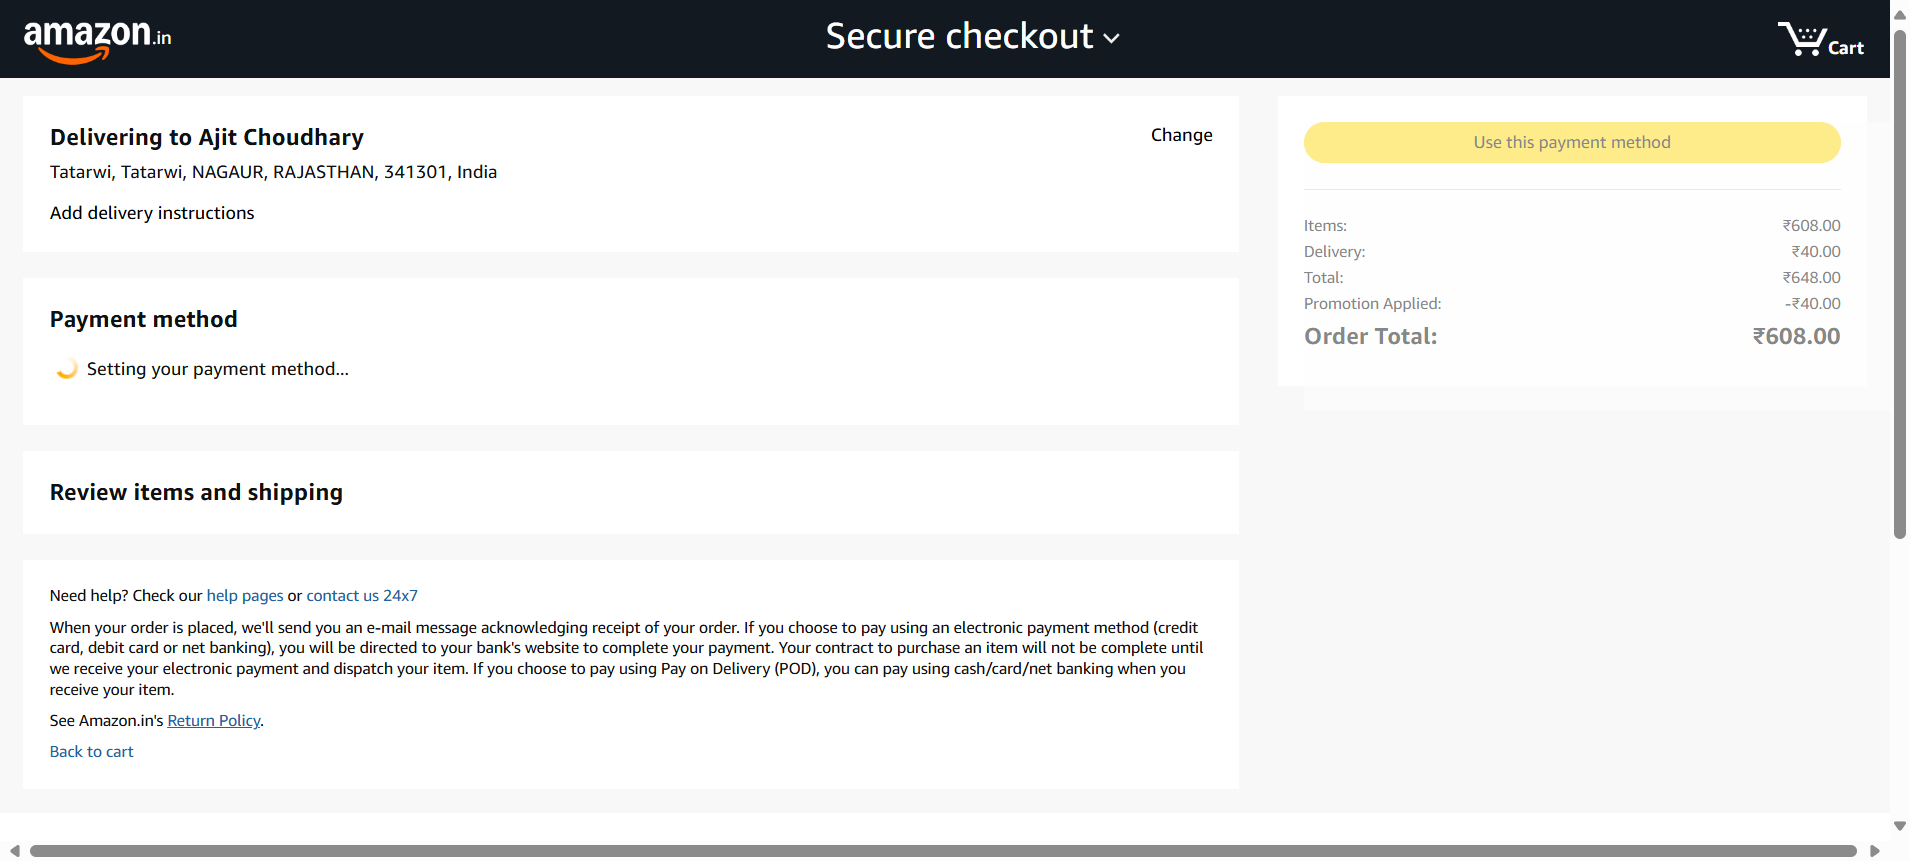 amazon.in
Secure checkout
Cart
Delivering to Ajit Choudhary
Change
Tatarwi, Tatarwi, NAGAUR, RAJASTHAN, 341301, India
Add delivery instructions
Payment method
Setting your payment method...
Review items and shipping
Need help? Check our help pages or contact us 24x7
When your order is placed, we'll send you an e-mail message acknowledging receipt of your order. If you choose to pay using an electronic payment method (credit
card, debit card or net banking), you will be directed to your bank's website to complete your payment. Your contract to purchase an item will not be complete until
we receive your electronic payment and dispatch your item. If you choose to pay using Pay on Delivery (POD), you can pay using cash/card/net banking when you
receive your item.
See Amazon.in's Return Policy.
Back to cart
Use this payment method
Items: ₹608.00
Delivery: ₹40.00
Total: ₹648.00
Promotion Applied: -₹40.00
Order Total: ₹608.00